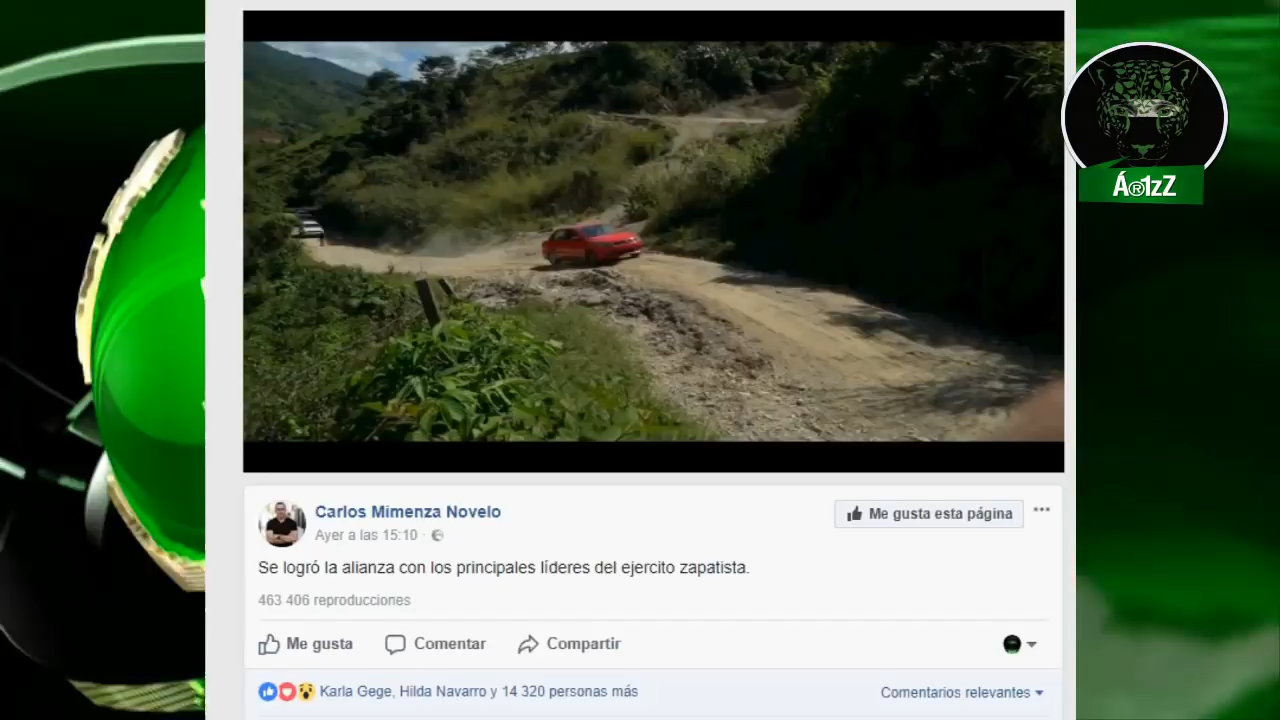 Á®1zZ
Carlos Mimenza Novelo
Me gusta esta página
Ayer a las 15:10 ·
Se logró la alianza con los principales líderes del ejercito zapatista.
463 406 reproducciones
Me gusta Comentar Compartir
Karla Gege, Hilda Navarro y 14 320 personas más
Comentarios relevantes